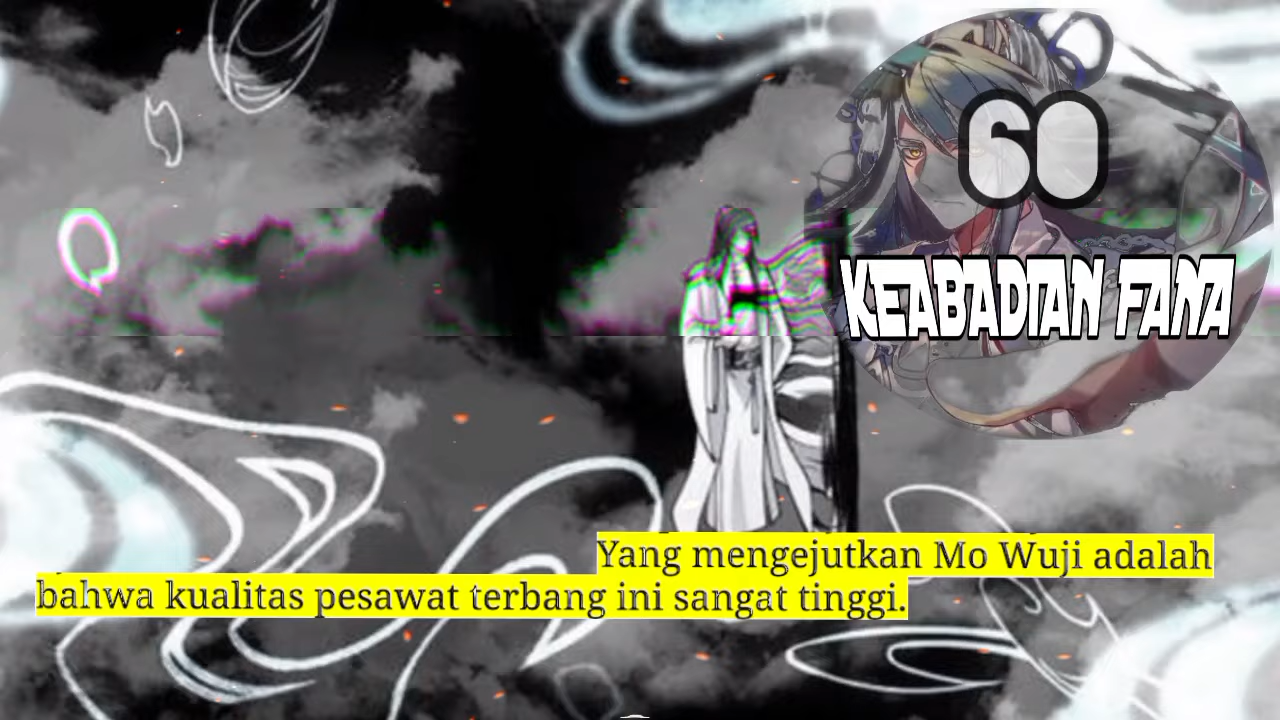 60
KEABADIAN FANA
Yang mengejutkan Mo Wuji adalah
bahwa kualitas pesawat terbang ini sangat tinggi.